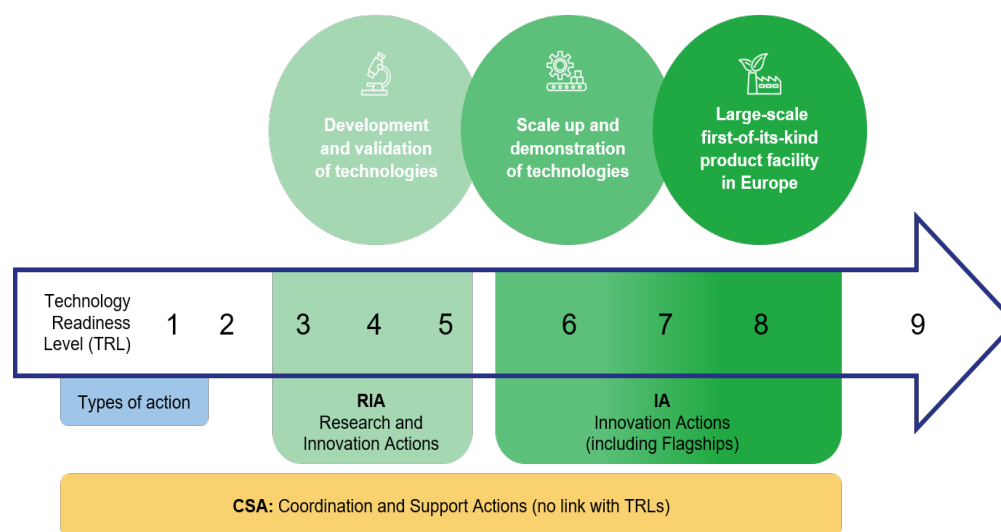 Development
and validation
of technologies
Scale up and
demonstration
of technologies
Large-scale
first-of-its-kind
product facility
in Europe
Technology
Readiness
Level (TRL)
1 2 3 4 5 6 7 8 9
Types of action
RIA
Research and
Innovation Actions
IA
Innovation Actions
(including Flagships)
CSA: Coordination and Support Actions (no link with TRLs)